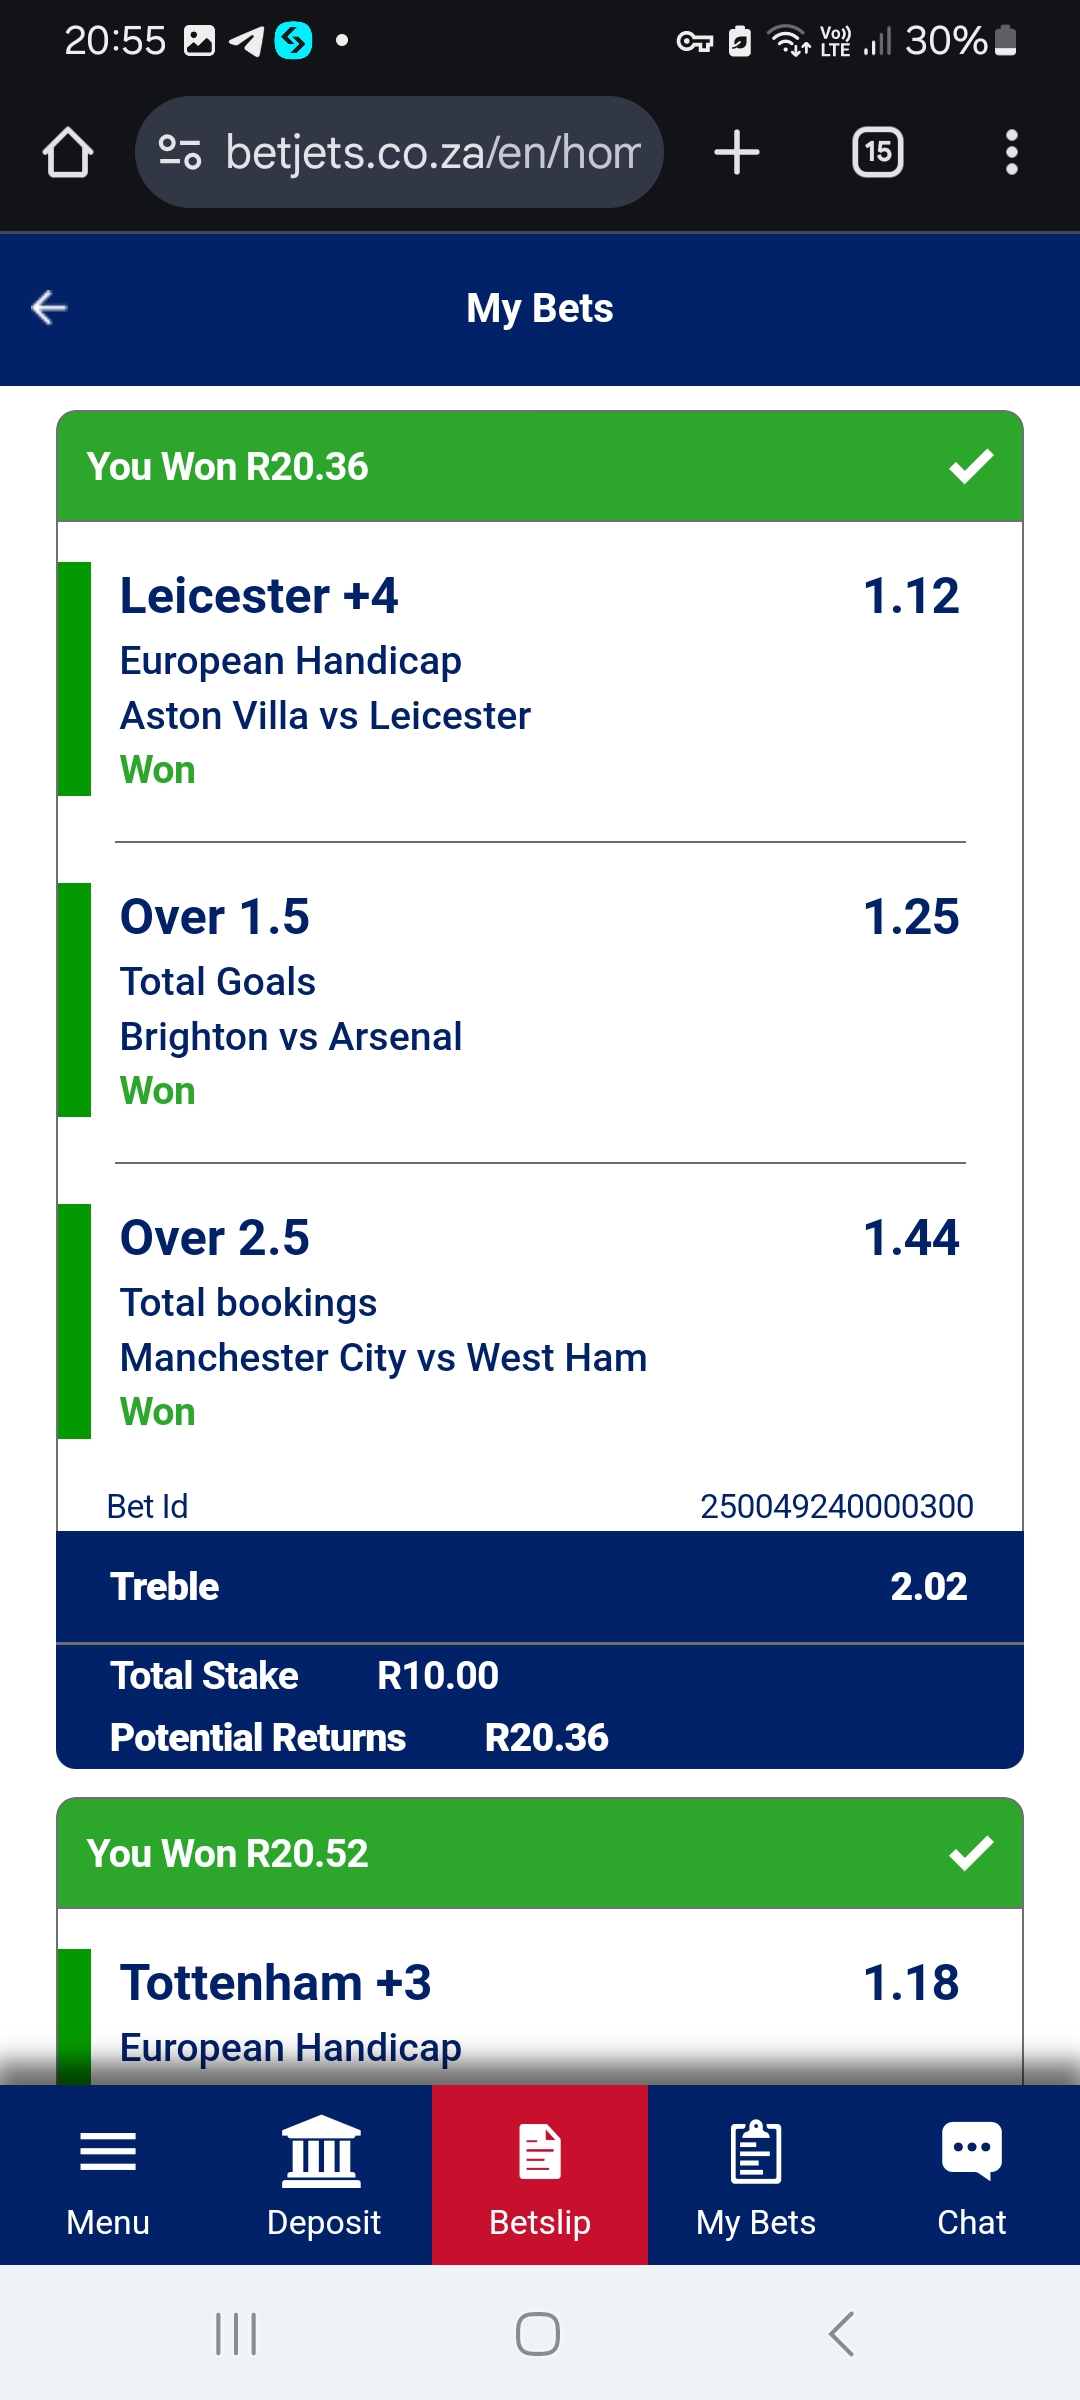 20:55
Vo))
LTE
30%
betjets.co.za/en/hom
15
My Bets
You Won R20.36
Leicester +4 1.12
European Handicap
Aston Villa vs Leicester
Won
Over 1.5 1.25
Total Goals
Brighton vs Arsenal
Won
Over 2.5 1.44
Total bookings
Manchester City vs West Ham
Won
Bet Id 250049240000300
Treble 2.02
Total Stake R10.00
Potential Returns R20.36
You Won R20.52
Tottenham +3 1.18
European Handicap
Menu Deposit Betslip My Bets Chat